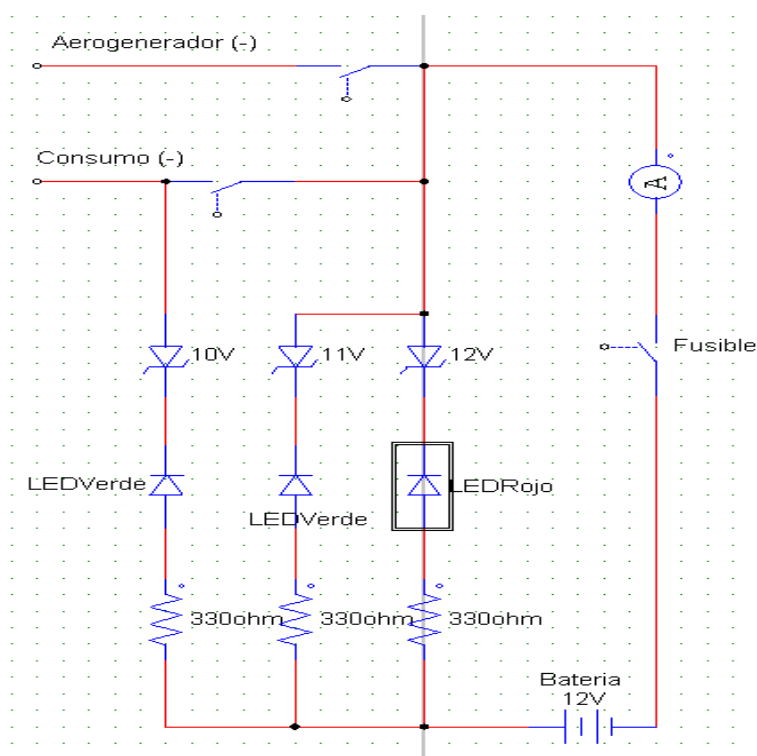 Aerogenerador (-)
Consumo (-)
A
Fusible
10V
11V
12V
LEDVerde
LEDVerde
LEDRojo
330ohm
330ohm
330ohm
Bateria
12V